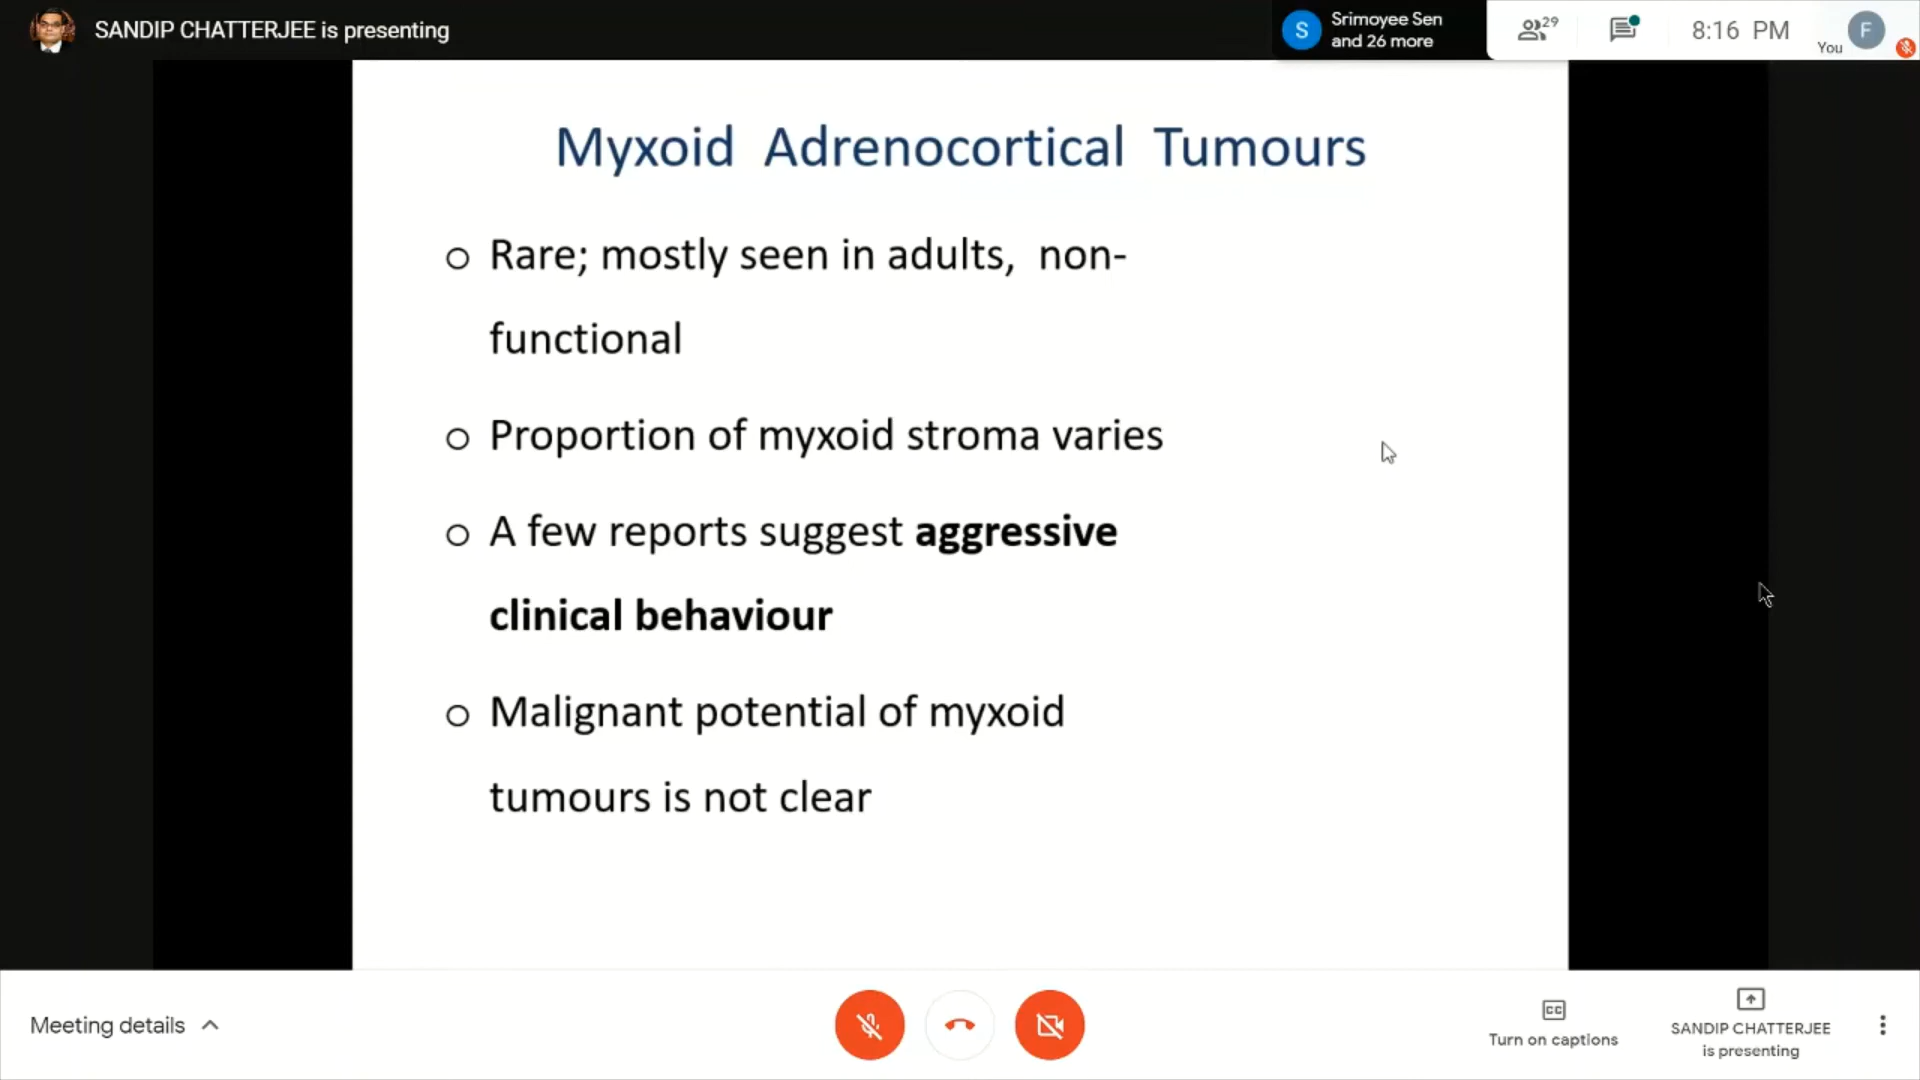 SANDIP CHATTERJEE is presenting
S
Srimoyee Sen
and 26 more
29
8:16 PM
You
F
Myxoid Adrenocortical Tumours
Rare; mostly seen in adults, non-
functional
Proportion of myxoid stroma varies
A few reports suggest aggressive
clinical behaviour
Malignant potential of myxoid
tumours is not clear
Meeting details
CC
Turn on captions
SANDIP CHATTERJEE
is presenting